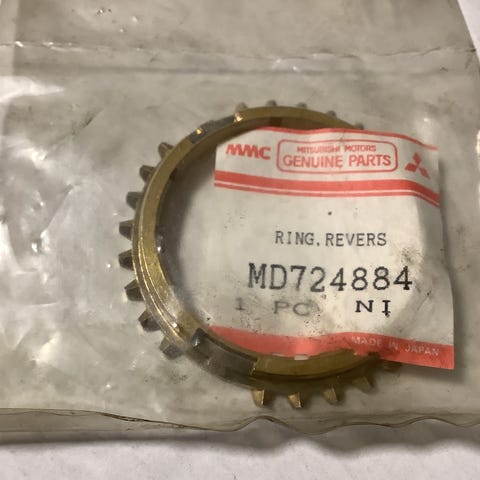 MMC
MITSUBISHI MOTORS
GENUINE PARTS
RING, REVERS
MD724884
1 PC NI
MADE IN JAPAN